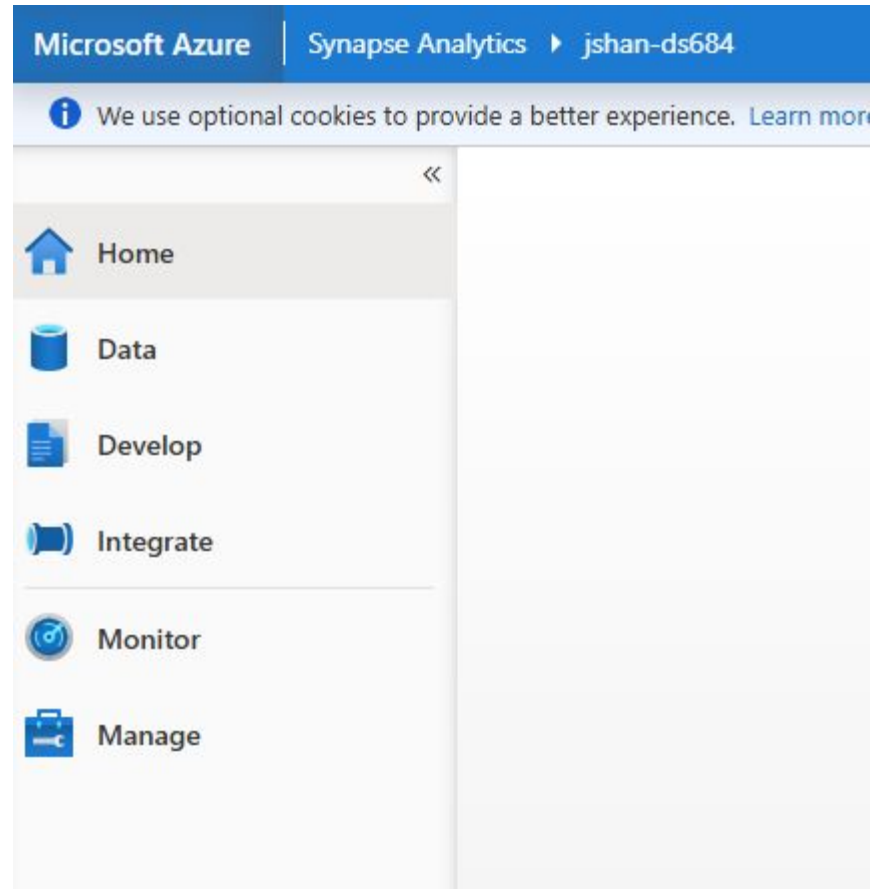 Microsoft Azure | Synapse Analytics ▸ jshan-ds684
We use optional cookies to provide a better experience. Learn more
Home
Data
Develop
Integrate
Monitor
Manage